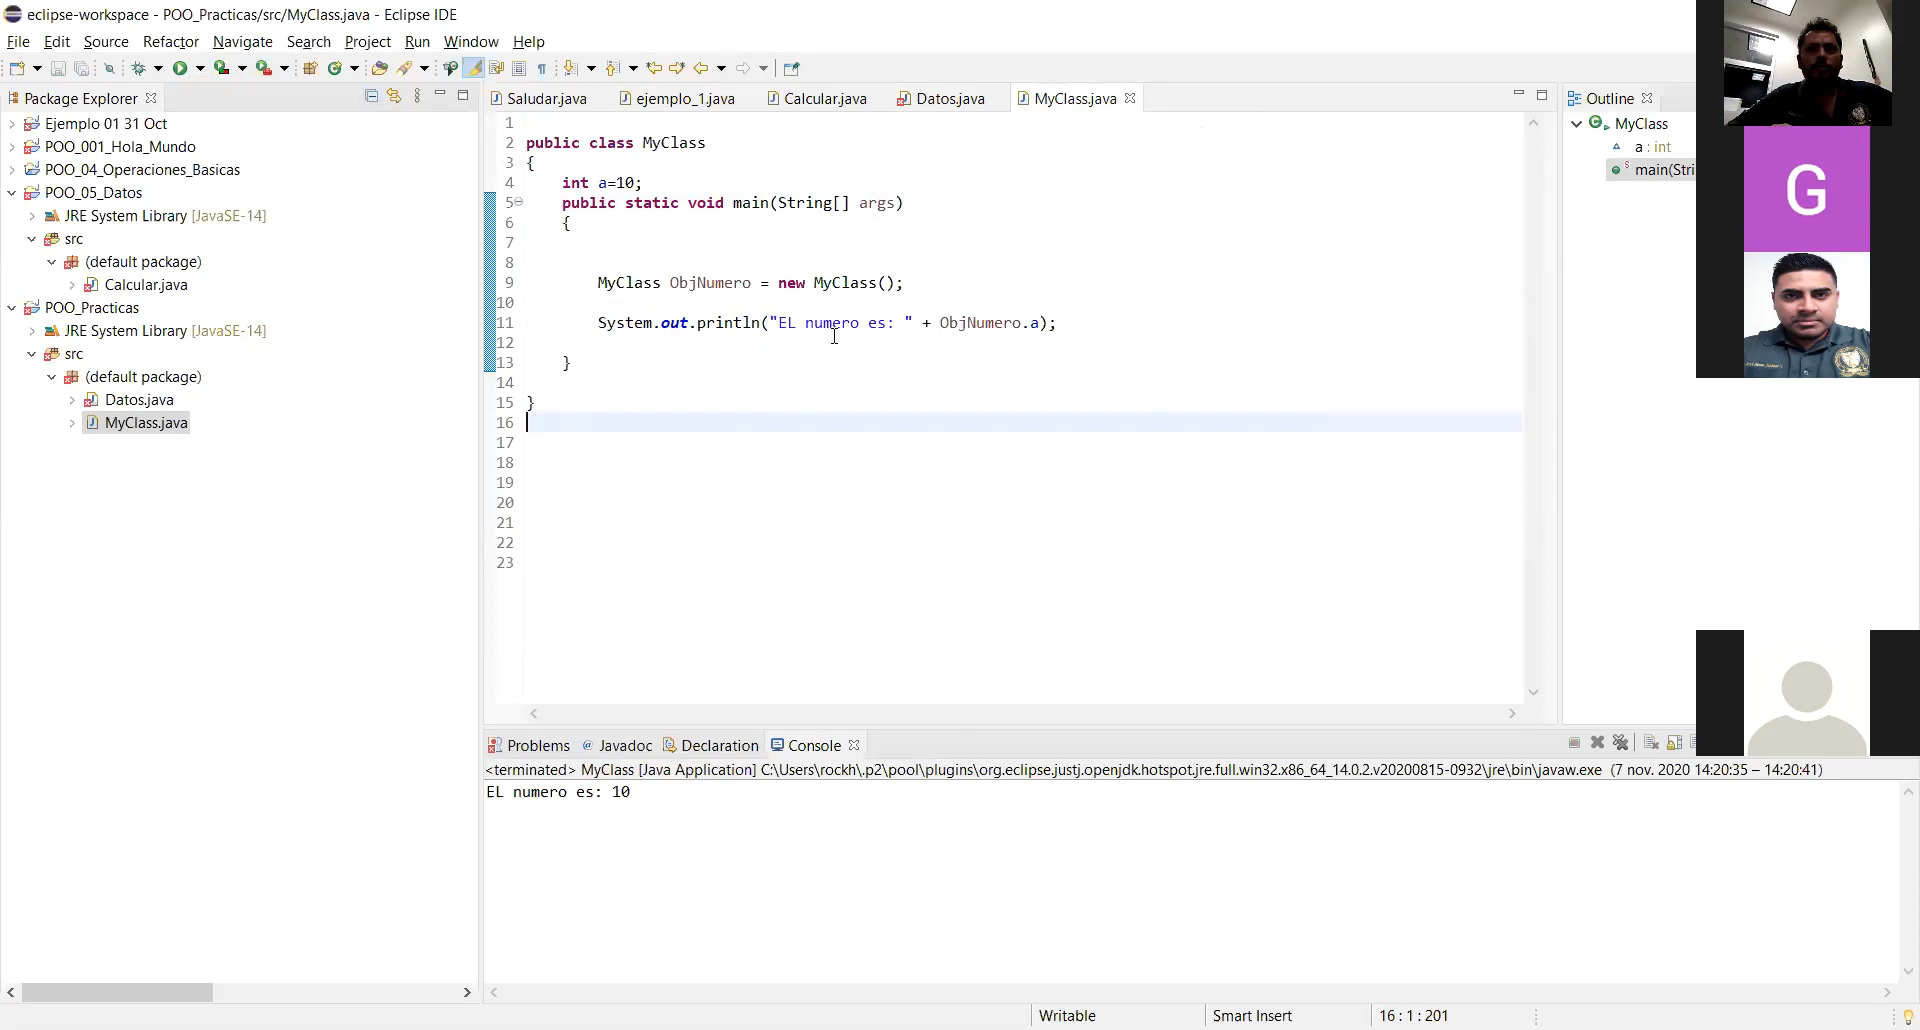 eclipse-workspace - POO_Practicas/src/MyClass.java - Eclipse IDE
File Edit Source Refactor Navigate Search Project Run Window Help
Package Explorer
Saludar.java ejemplo_1.java Calcular.java Datos.java MyClass.java
Outline
Ejemplo 01 31 Oct
POO_001_Hola_Mundo
POO_04_Operaciones_Basicas
POO_05_Datos
JRE System Library [JavaSE-14]
src
(default package)
Calcular.java
POO_Practicas
JRE System Library [JavaSE-14]
src
(default package)
Datos.java
MyClass.java
1
2 public class MyClass
3 {
4 int a=10;
5 public static void main(String[] args)
6 {
7
8
9 MyClass ObjNumero = new MyClass();
10
11 System.out.println("EL numero es: " + ObjNumero.a);
12
13 }
14
15 }
16
17
18
19
20
21
22
23
MyClass
a : int
main(Stri
G
Problems Javadoc Declaration Console
<terminated> MyClass [Java Application] C:\Users\rockh\.p2\pool\plugins\org.eclipse.justj.openjdk.hotspot.jre.full.win32.x86_64_14.0.2.v20200815-0932\jre\bin\javaw.exe (7 nov. 2020 14:20:35 – 14:20:41)
EL numero es: 10
Writable Smart Insert 16 : 1 : 201